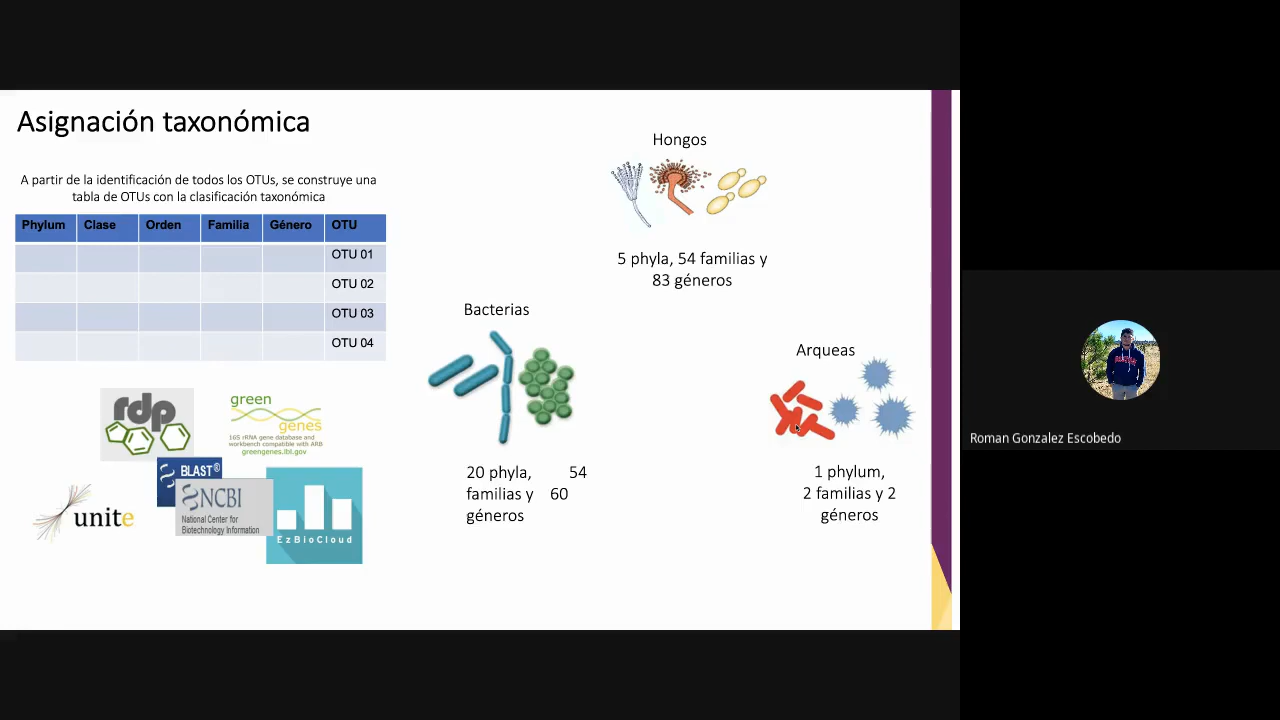 Asignación taxonómica
A partir de la identificación de todos los OTUs, se construye una
tabla de OTUs con la clasificación taxonómica
Phylum Clase Orden Familia Género OTU
OTU 01
OTU 02
OTU 03
OTU 04
rdp
green
genes
16S rRNA gene database and
workbench compatible with ARB
greengenes.lbl.gov
BLAST®
NCBI
National Center for
Biotechnology Information
unite
EzBioCloud
Hongos
5 phyla, 54 familias y
83 géneros
Bacterias
20 phyla, 54
familias y 60
géneros
Arqueas
1 phylum,
2 familias y 2
géneros
Roman Gonzalez Escobedo